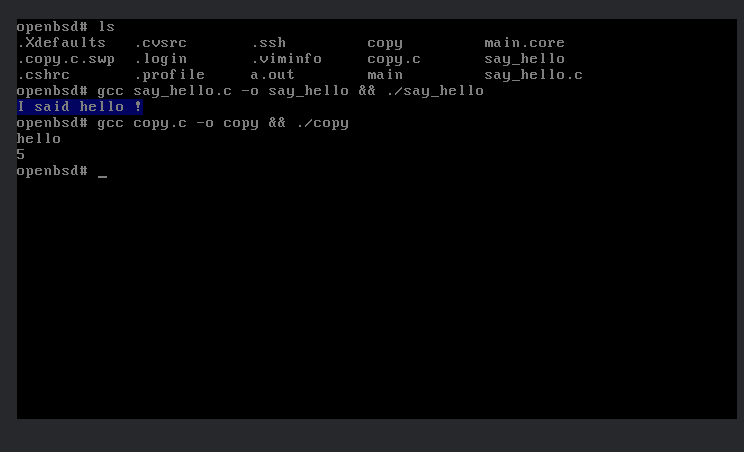 openbsd# ls
.Xdefaults   .cvsrc       .ssh         copy         main.core
.copy.c.swp  .login       .viminfo     copy.c       say_hello
.cshrc       .profile     a.out        main         say_hello.c
openbsd# gcc say_hello.c -o say_hello && ./say_hello
I said hello !
openbsd# gcc copy.c -o copy && ./copy
hello
5
openbsd# _